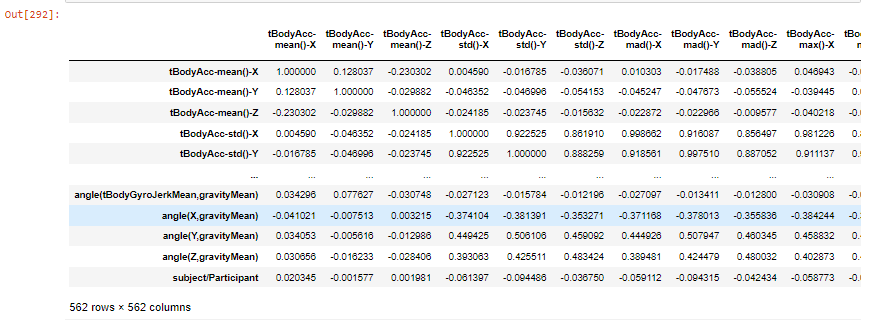 Out[292]:
tBodyAcc-mean()-X tBodyAcc-mean()-Y tBodyAcc-mean()-Z tBodyAcc-std()-X tBodyAcc-std()-Y tBodyAcc-std()-Z tBodyAcc-mad()-X tBodyAcc-mad()-Y tBodyAcc-mad()-Z tBodyAcc-max()-X
tBodyAcc-mean()-X 1.000000 0.128037 -0.230302 0.004590 -0.016785 -0.036071 0.010303 -0.017488 -0.038805 0.046943
tBodyAcc-mean()-Y 0.128037 1.000000 -0.029882 -0.046352 -0.046996 -0.054153 -0.045247 -0.047673 -0.055524 -0.039445
tBodyAcc-mean()-Z -0.230302 -0.029882 1.000000 -0.024185 -0.023745 -0.015632 -0.022872 -0.022966 -0.009577 -0.040218
tBodyAcc-std()-X 0.004590 -0.046352 -0.024185 1.000000 0.922525 0.861910 0.998662 0.916087 0.856497 0.981226
tBodyAcc-std()-Y -0.016785 -0.046996 -0.023745 0.922525 1.000000 0.888259 0.918561 0.997510 0.887052 0.911137
... ... ... ... ... ... ... ... ... ... ...
angle(tBodyGyroJerkMean,gravityMean) 0.034296 0.077627 -0.030748 -0.027123 -0.015784 -0.012196 -0.027097 -0.013411 -0.012800 -0.030908
angle(X,gravityMean) -0.041021 -0.007513 0.003215 -0.374104 -0.381391 -0.353271 -0.371168 -0.378013 -0.355836 -0.384244
angle(Y,gravityMean) 0.034053 -0.005616 -0.012986 0.449425 0.506106 0.459092 0.444926 0.507947 0.460345 0.458832
angle(Z,gravityMean) 0.030656 -0.016233 -0.028406 0.393063 0.425511 0.483424 0.389481 0.424479 0.480032 0.402873
subject/Participant 0.020345 -0.001577 0.001981 -0.061397 -0.094486 -0.036750 -0.059112 -0.094315 -0.042434 -0.058773
562 rows × 562 columns